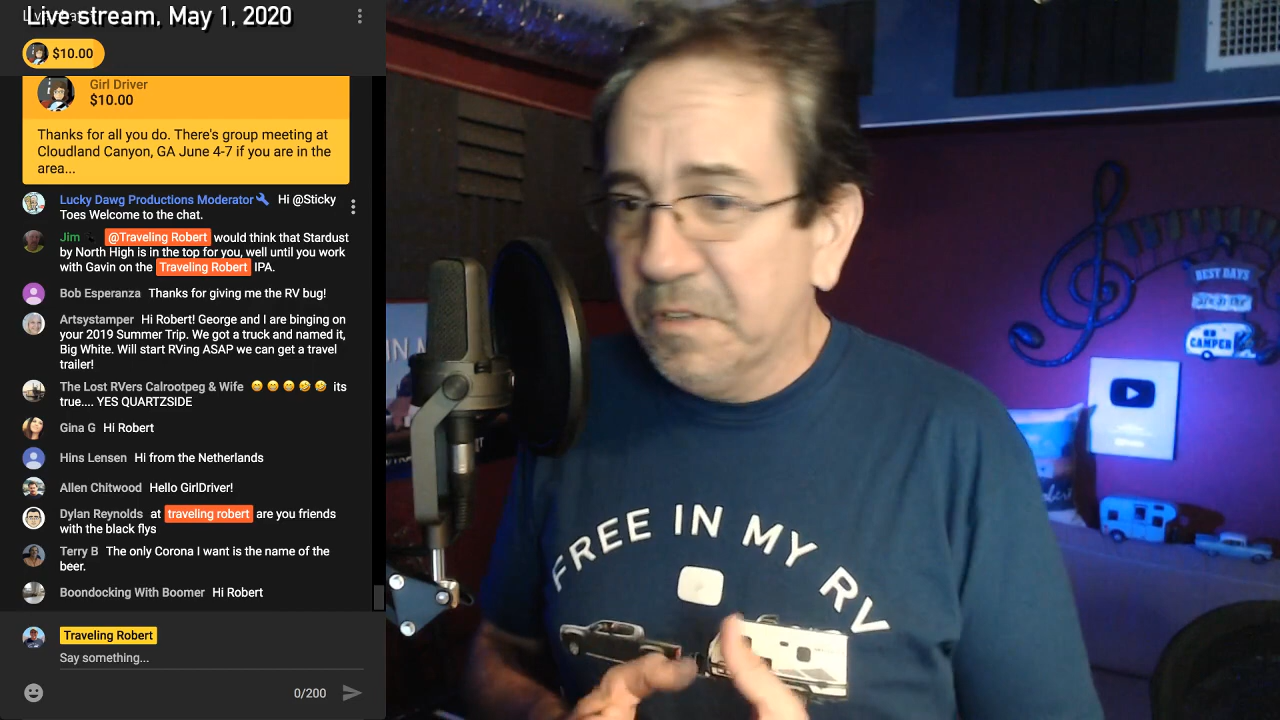 Live stream, May 1, 2020
$10.00
Girl Driver
$10.00
Thanks for all you do. There's group meeting at
Cloudland Canyon, GA June 4-7 if you are in the
area...
Lucky Dawg Productions Moderator Hi @Sticky
Toes Welcome to the chat.
Jim @Traveling Robert would think that Stardust
by North High is in the top for you, well until you work
with Gavin on the Traveling Robert IPA.
Bob Esperanza Thanks for giving me the RV bug!
Artsystamper Hi Robert! George and I are binging on
your 2019 Summer Trip. We got a truck and named it,
Big White. Will start RVing ASAP we can get a travel
trailer!
The Lost RVers Calrootpeg & Wife 😁😁😁🤣🤣 its
true.... YES QUARTZSIDE
Gina G Hi Robert
Hins Lensen Hi from the Netherlands
Allen Chitwood Hello GirlDriver!
Dylan Reynolds at traveling robert are you friends
with the black flys
Terry B The only Corona I want is the name of the
beer.
Boondocking With Boomer Hi Robert
Traveling Robert
Say something...
0/200
IN M
FREE IN MY RV
BEST DAYS
CAMPER